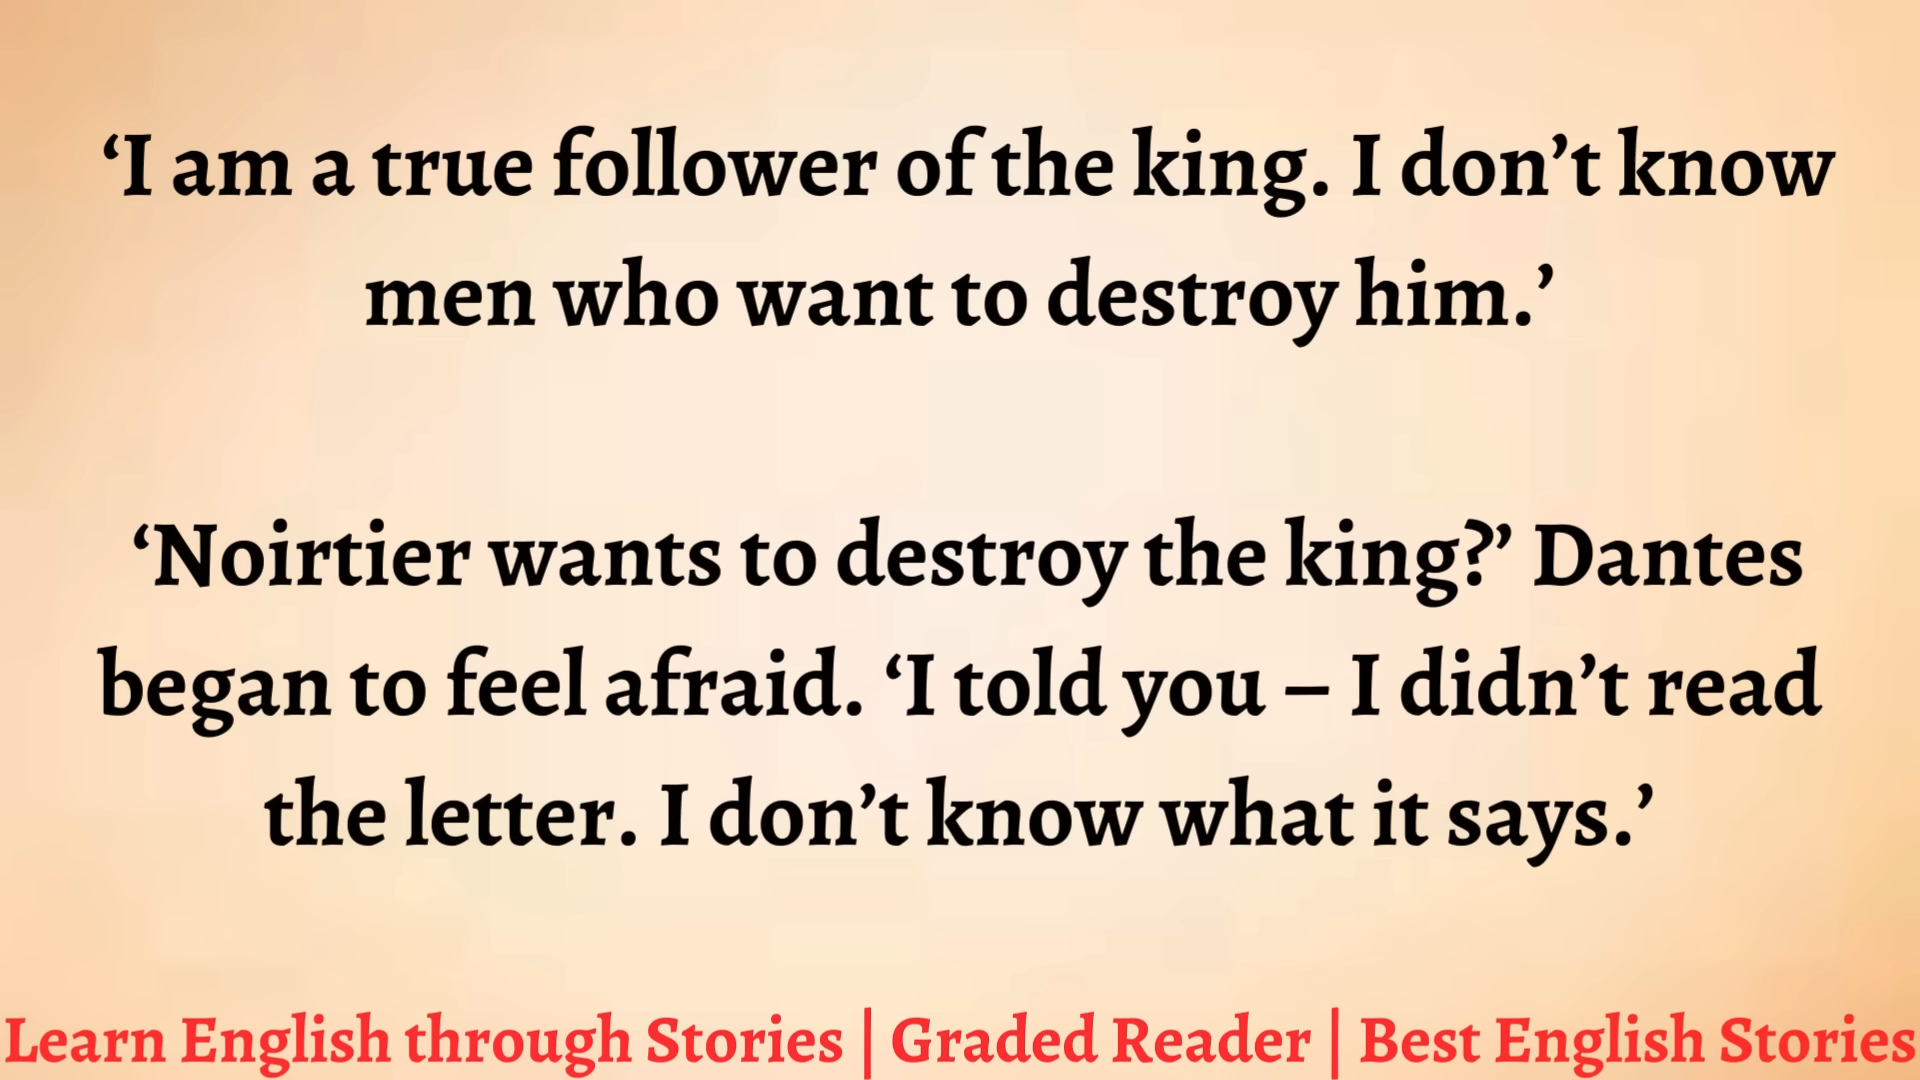 ‘I am a true follower of the king. I don’t know
men who want to destroy him.’
‘Noirtier wants to destroy the king?’ Dantes
began to feel afraid. ‘I told you – I didn’t read
the letter. I don’t know what it says.’
Learn English through Stories | Graded Reader | Best English Stories